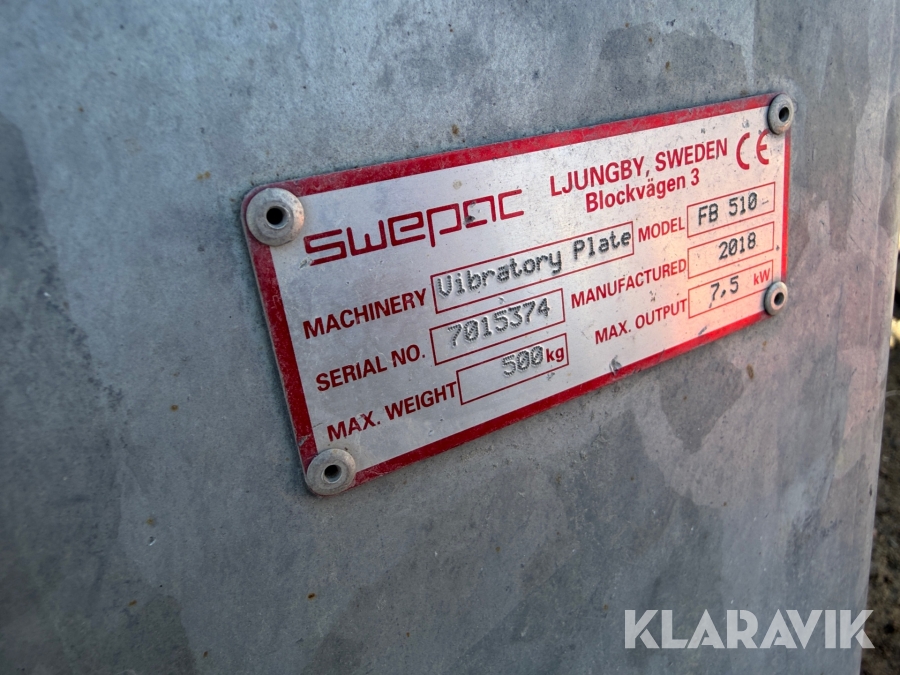 swepac LJUNGBY, SWEDEN CE
Blockvägen 3
MACHINERY Vibratory Plate MODEL FB 510
SERIAL NO. 7015374 MANUFACTURED 2018
MAX. WEIGHT 500 kg MAX. OUTPUT 7,5 kW
KLARAVIK